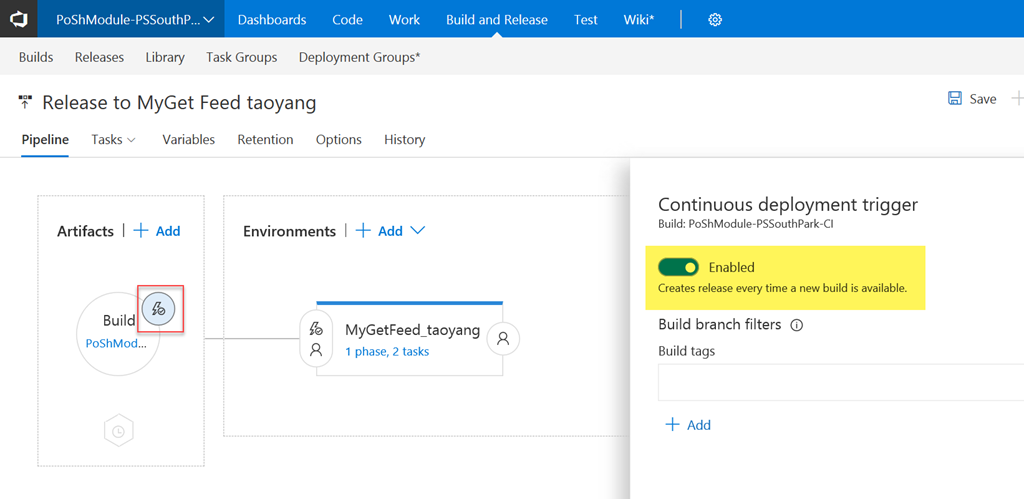 PoShModule-PSSouthP... Dashboards Code Work Build and Release Test Wiki*
Builds Releases Library Task Groups Deployment Groups*
Release to MyGet Feed taoyang
Save
Pipeline Tasks Variables Retention Options History
Artifacts | + Add
Environments | + Add
Build
PoShMod...
MyGetFeed_taoyang
1 phase, 2 tasks
Continuous deployment trigger
Build: PoShModule-PSSouthPark-CI
Enabled
Creates release every time a new build is available.
Build branch filters
Build tags
+ Add